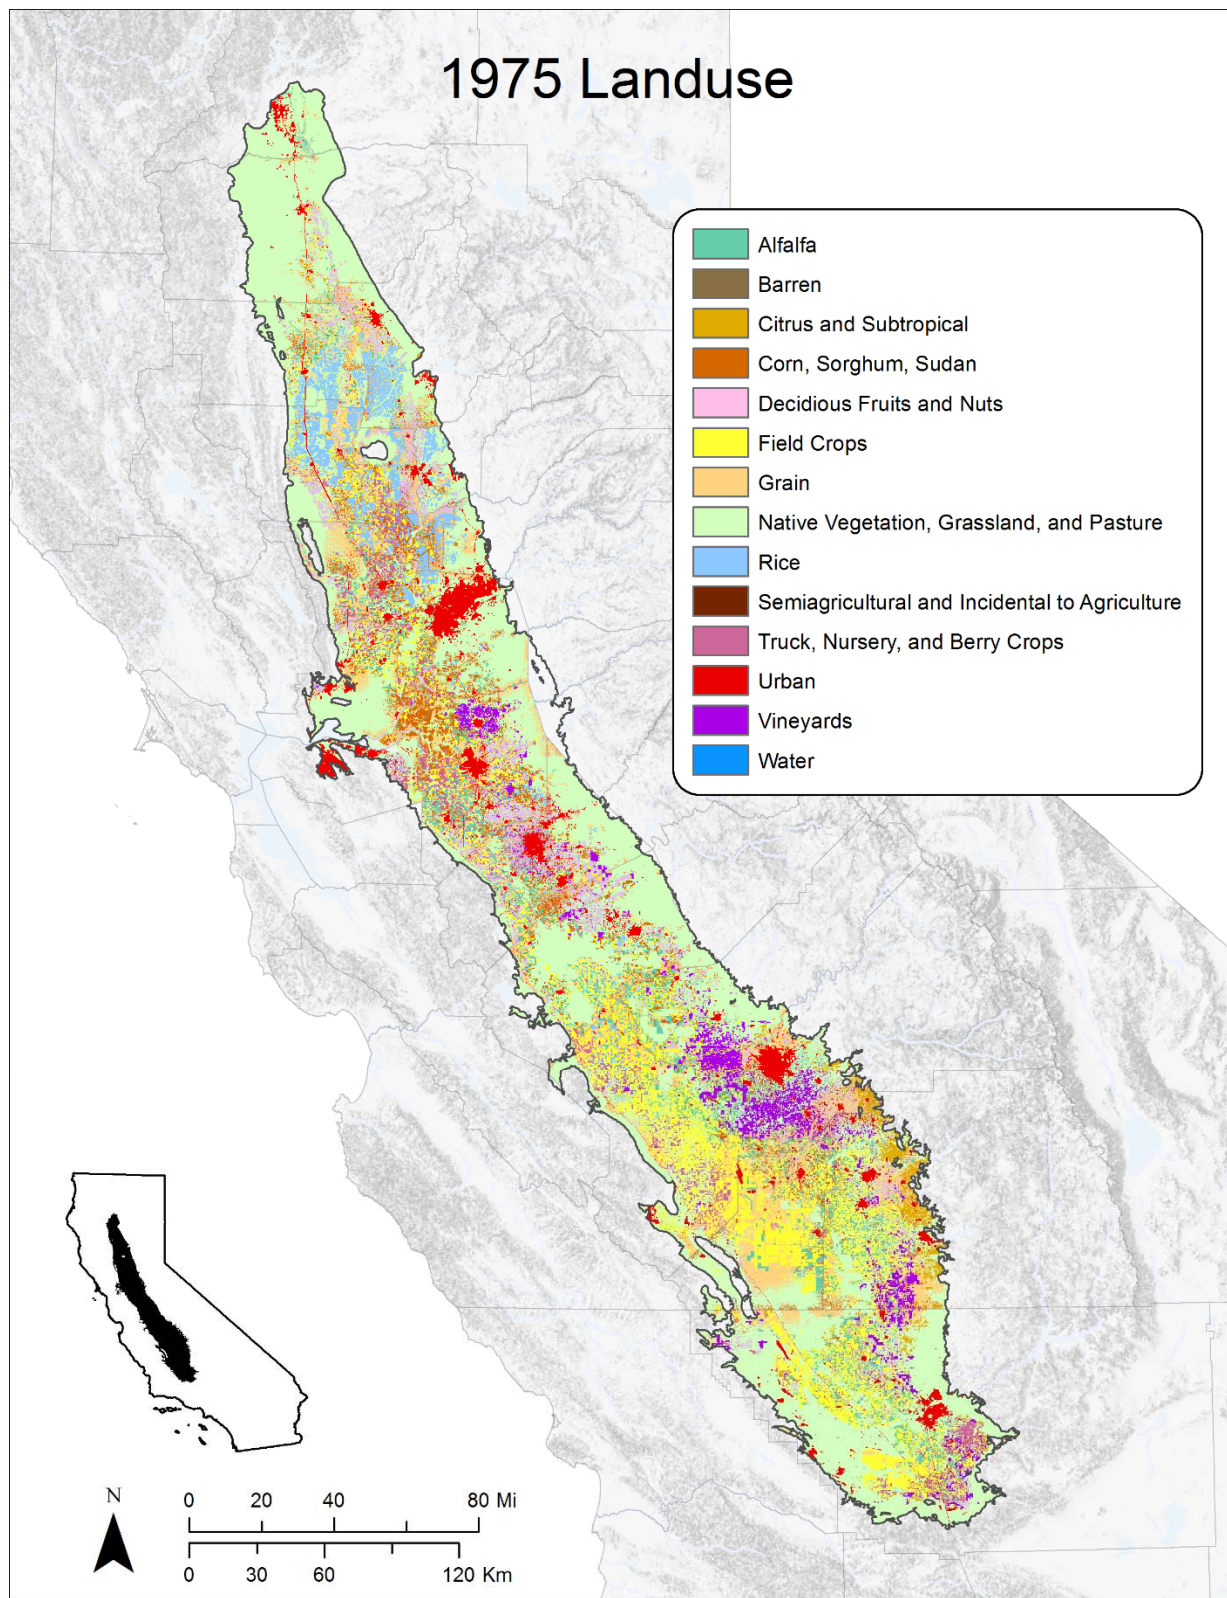 1975 Landuse
Alfalfa
Barren
Citrus and Subtropical
Corn, Sorghum, Sudan
Decidious Fruits and Nuts
Field Crops
Grain
Native Vegetation, Grassland, and Pasture
Rice
Semiagricultural and Incidental to Agriculture
Truck, Nursery, and Berry Crops
Urban
Vineyards
Water
N
0 20 40 80 Mi
0 30 60 120 Km